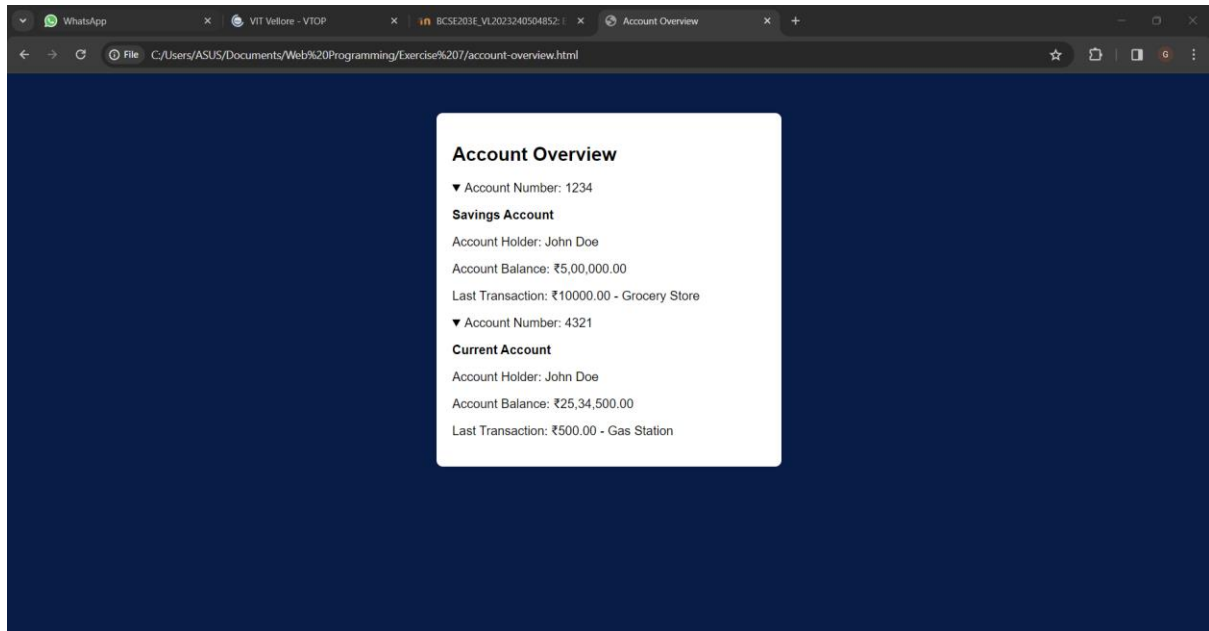 WhatsApp
VIT Vellore - VTOP
BCSE203E_VL2023240504852:
Account Overview
File C:/Users/ASUS/Documents/Web%20Programming/Exercise%207/account-overview.html
G
Account Overview
▼ Account Number: 1234
Savings Account
Account Holder: John Doe
Account Balance: ₹5,00,000.00
Last Transaction: ₹10000.00 - Grocery Store
▼ Account Number: 4321
Current Account
Account Holder: John Doe
Account Balance: ₹25,34,500.00
Last Transaction: ₹500.00 - Gas Station